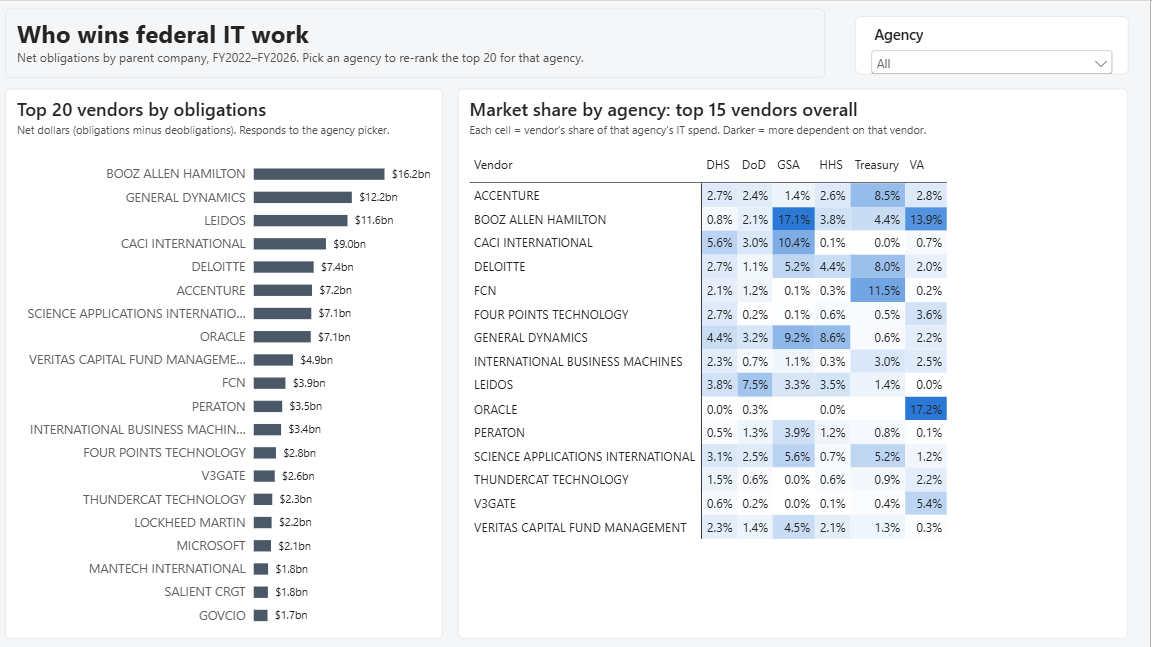 Who wins federal IT work
Net obligations by parent company, FY2022–FY2026. Pick an agency to re-rank the top 20 for that agency.
Agency
All
Top 20 vendors by obligations
Net dollars (obligations minus deobligations). Responds to the agency picker.
BOOZ ALLEN HAMILTON $16.2bn
GENERAL DYNAMICS $12.2bn
LEIDOS $11.6bn
CACI INTERNATIONAL $9.0bn
DELOITTE $7.4bn
ACCENTURE $7.2bn
SCIENCE APPLICATIONS INTERNATIO... $7.1bn
ORACLE $7.1bn
VERITAS CAPITAL FUND MANAGEME... $4.9bn
FCN $3.9bn
PERATON $3.5bn
INTERNATIONAL BUSINESS MACHIN... $3.4bn
FOUR POINTS TECHNOLOGY $2.8bn
V3GATE $2.6bn
THUNDERCAT TECHNOLOGY $2.3bn
LOCKHEED MARTIN $2.2bn
MICROSOFT $2.1bn
MANTECH INTERNATIONAL $1.8bn
SALIENT CRGT $1.8bn
GOVCIO $1.7bn
Market share by agency: top 15 vendors overall
Each cell = vendor's share of that agency's IT spend. Darker = more dependent on that vendor.
Vendor DHS DoD GSA HHS Treasury VA
ACCENTURE 2.7% 2.4% 1.4% 2.6% 8.5% 2.8%
BOOZ ALLEN HAMILTON 0.8% 2.1% 17.1% 3.8% 4.4% 13.9%
CACI INTERNATIONAL 5.6% 3.0% 10.4% 0.1% 0.0% 0.7%
DELOITTE 2.7% 1.1% 5.2% 4.4% 8.0% 2.0%
FCN 2.1% 1.2% 0.1% 0.3% 11.5% 0.2%
FOUR POINTS TECHNOLOGY 2.7% 0.2% 0.1% 0.6% 0.5% 3.6%
GENERAL DYNAMICS 4.4% 3.2% 9.2% 8.6% 0.6% 2.2%
INTERNATIONAL BUSINESS MACHINES 2.3% 0.7% 1.1% 0.3% 3.0% 2.5%
LEIDOS 3.8% 7.5% 3.3% 3.5% 1.4% 0.0%
ORACLE 0.0% 0.3% 0.0% 17.2%
PERATON 0.5% 1.3% 3.9% 1.2% 0.8% 0.1%
SCIENCE APPLICATIONS INTERNATIONAL 3.1% 2.5% 5.6% 0.7% 5.2% 1.2%
THUNDERCAT TECHNOLOGY 1.5% 0.6% 0.0% 0.6% 0.9% 2.2%
V3GATE 0.6% 0.2% 0.0% 0.1% 0.4% 5.4%
VERITAS CAPITAL FUND MANAGEMENT 2.3% 1.4% 4.5% 2.1% 1.3% 0.3%